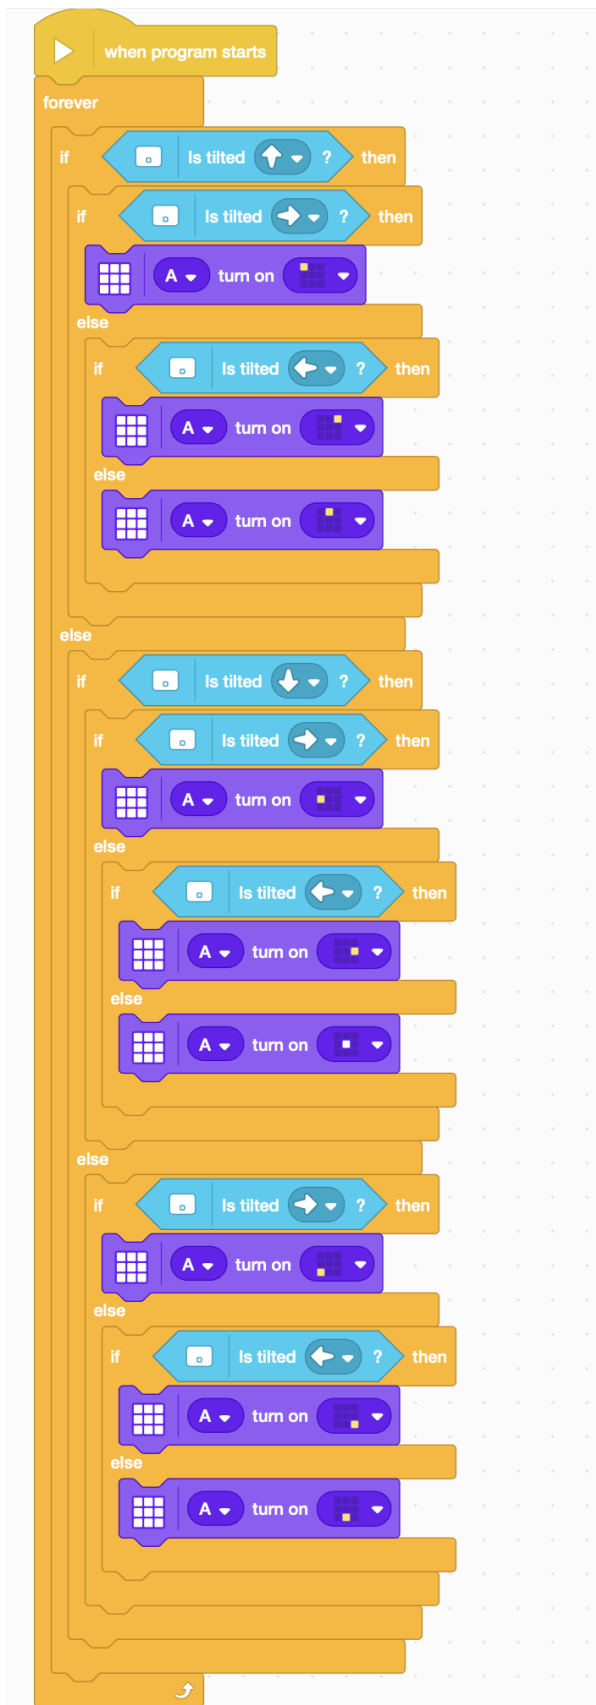 when program starts
forever
if Is tilted ? then
if Is tilted ? then
A turn on
else
if Is tilted ? then
A turn on
else
A turn on
else
if Is tilted ? then
if Is tilted ? then
A turn on
else
if Is tilted ? then
A turn on
else
A turn on
else
if Is tilted ? then
A turn on
else
if Is tilted ? then
A turn on
else
A turn on